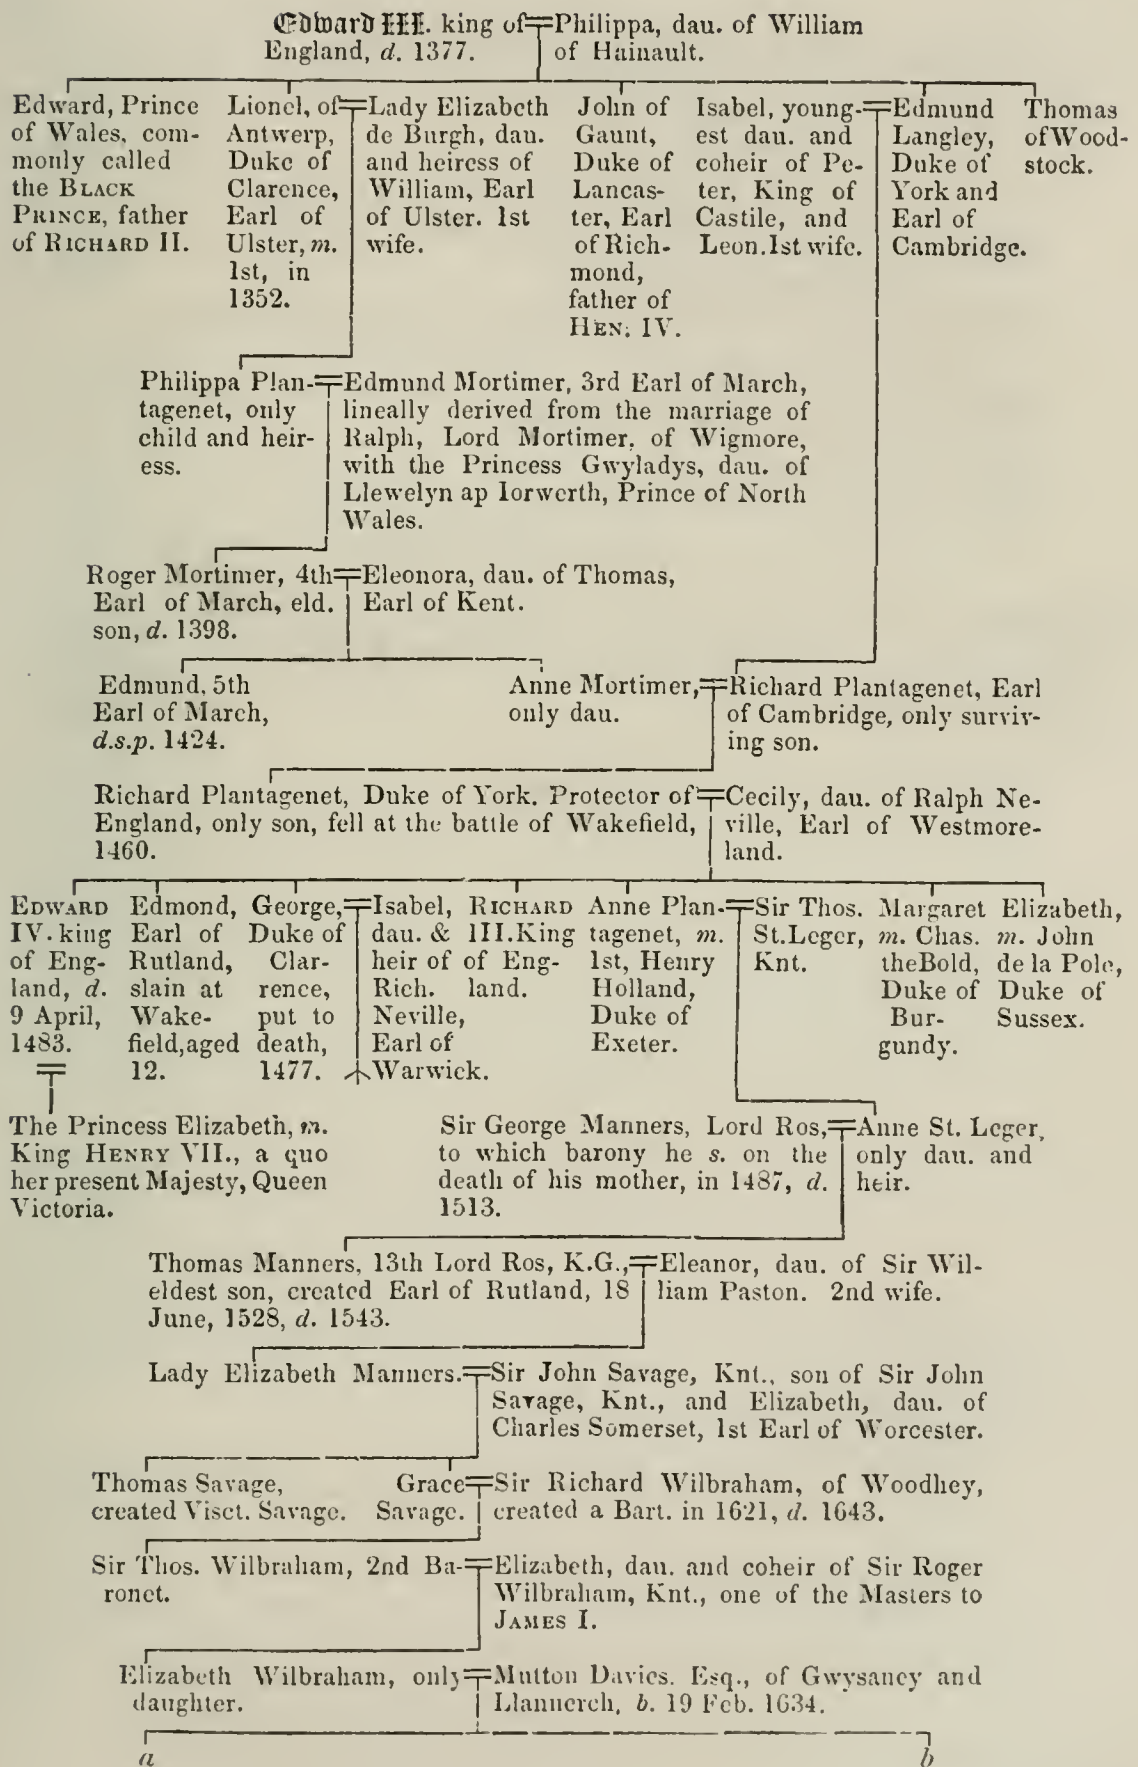 Edward III. king of
England, d. 1377.
Philippa, dau. of William
of Hainault.
Edward, Prince
of Wales, com-
monly called
the BLACK
PRINCE, father
of RICHARD II.
Lionel, of
Antwerp,
Duke of
Clarence,
Earl of
Ulster, m.
1st, in
1352.
Lady Elizabeth
de Burgh, dau.
and heiress of
William, Earl
of Ulster. 1st
wife.
John of
Gaunt,
Duke of
Lancas-
ter, Earl
of Rich-
mond,
father of
HEN. IV.
Isabel, young-
est dau. and
coheir of Pe-
ter, King of
Castile, and
Leon. 1st wife.
Edmund
Langley,
Duke of
York and
Earl of
Cambridge.
Thomas
of Wood-
stock.
Philippa Plan-
tagenet, only
child and heir-
ess.
Edmund Mortimer, 3rd Earl of March,
lineally derived from the marriage of
Ralph, Lord Mortimer, of Wigmore,
with the Princess Gwyladys, dau. of
Llewelyn ap Iorwerth, Prince of North
Wales.
Roger Mortimer, 4th
Earl of March, eld.
son, d. 1398.
Eleonora, dau. of Thomas,
Earl of Kent.
Edmund, 5th
Earl of March,
d.s.p. 1424.
Anne Mortimer,
only dau.
Richard Plantagenet, Earl
of Cambridge, only surviv-
ing son.
Richard Plantagenet, Duke of York. Protector of
England, only son, fell at the battle of Wakefield,
1460.
Cecily, dau. of Ralph Ne-
ville, Earl of Westmore-
land.
EDWARD
IV. king
of Eng-
land, d.
9 April,
1483.
Edmond,
Earl of
Rutland,
slain at
Wake-
field, aged
12.
George,
Duke of
Clar-
rence,
put to
death,
1477.
Isabel,
dau. &
heir of
Rich.
Neville,
Earl of
Warwick.
RICHARD
III. King
of Eng-
land.
Anne Plan-
tagenet, m.
1st, Henry
Holland,
Duke of
Exeter.
Sir Thos.
St. Leger,
Knt.
Margaret
m. Chas.
the Bold,
Duke of
Bur-
gundy.
Elizabeth,
m. John
de la Pole,
Duke of
Sussex.
The Princess Elizabeth, m.
King HENRY VII., a quo
her present Majesty, Queen
Victoria.
Sir George Manners, Lord Ros,
to which barony he s. on the
death of his mother, in 1487, d.
1513.
Anne St. Leger,
only dau. and
heir.
Thomas Manners, 13th Lord Ros, K.G.,
eldest son, created Earl of Rutland, 18
June, 1528, d. 1543.
Eleanor, dau. of Sir Wil-
liam Paston. 2nd wife.
Lady Elizabeth Manners.
Sir John Savage, Knt., son of Sir John
Savage, Knt., and Elizabeth, dau. of
Charles Somerset, 1st Earl of Worcester.
Thomas Savage,
created Visct. Savage.
Grace
Savage.
Sir Richard Wilbraham, of Woodhey,
created a Bart. in 1621, d. 1643.
Sir Thos. Wilbraham, 2nd Ba-
ronet.
Elizabeth, dau. and coheir of Sir Roger
Wilbraham, Knt., one of the Masters to
JAMES I.
Elizabeth Wilbraham, only
daughter.
Mutton Davies. Esq., of Gwysaney and
Llannerch, b. 19 Feb. 1634.
a
b